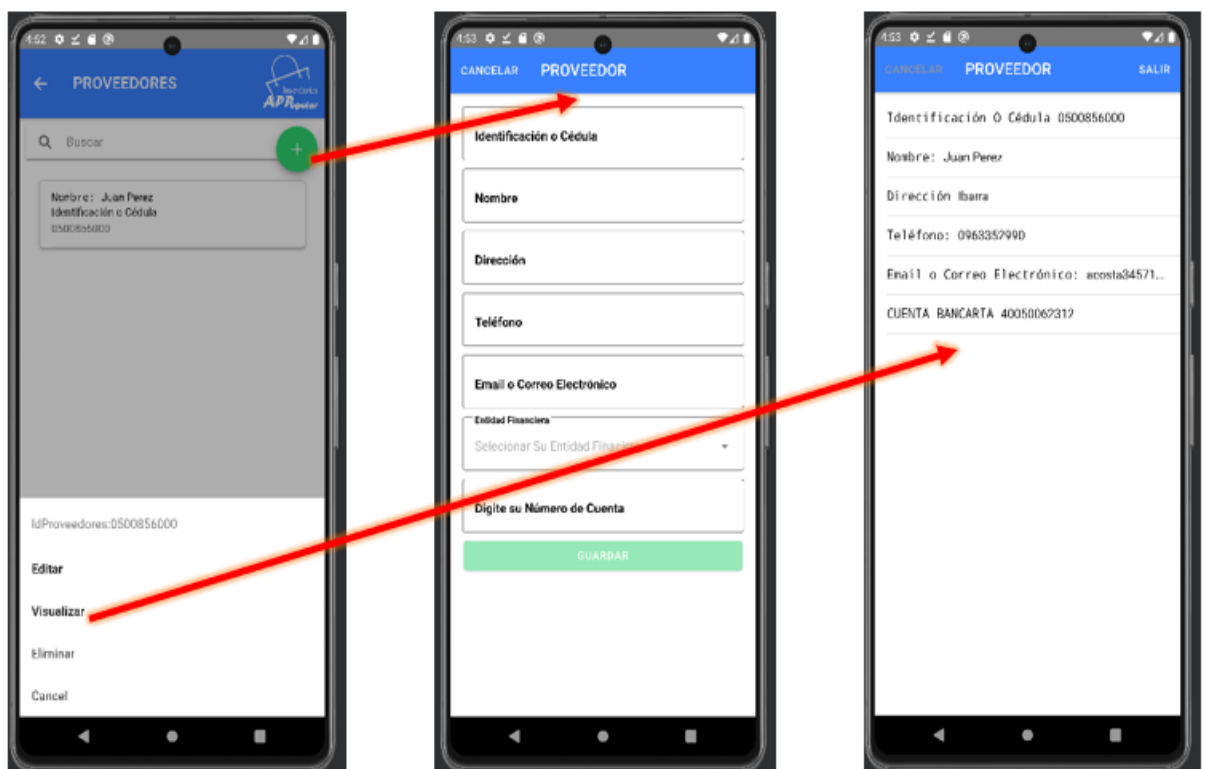 4:52
PROVEEDORES
Buscar
+
Nombre: Juan Perez
Identificación o Cédula
0500856000
IdProveedores:0500856000
Editar
Visualizar
Eliminar
Cancel
4:53
CANCELAR PROVEEDOR
Identificación o Cédula
Nombre
Dirección
Teléfono
Email o Correo Electrónico
Entidad Financiera
Selecionar Su Entidad
Digite su Número de Cuenta
GUARDAR
4:53
CANCELAR PROVEEDOR SALIR
Identificación O Cédula 0500856000
Nombre: Juan Perez
Dirección Ibarra
Teléfono: 0963352990
Email o Correo Electrónico: acosta34571...
CUENTA BANCARTA 40050062312